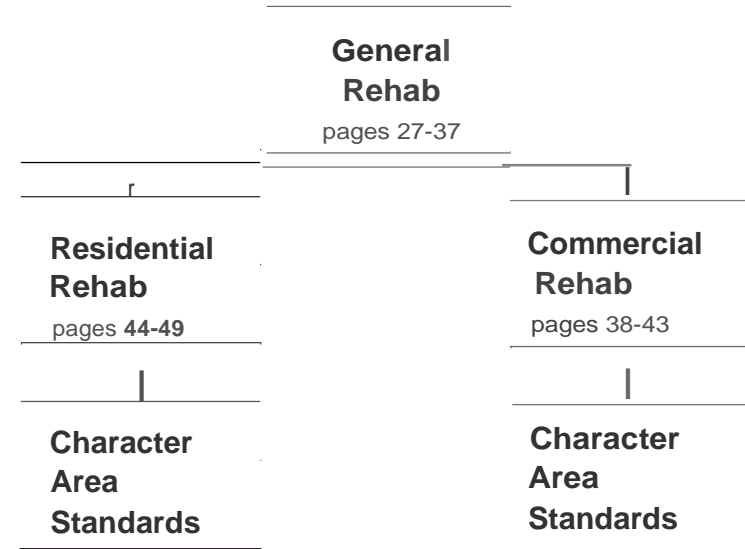 General
Rehab
pages 27-37
r
Residential
Rehab
pages 44-49
Character
Area
Standards
Commercial
Rehab
pages 38-43
Character
Area
Standards